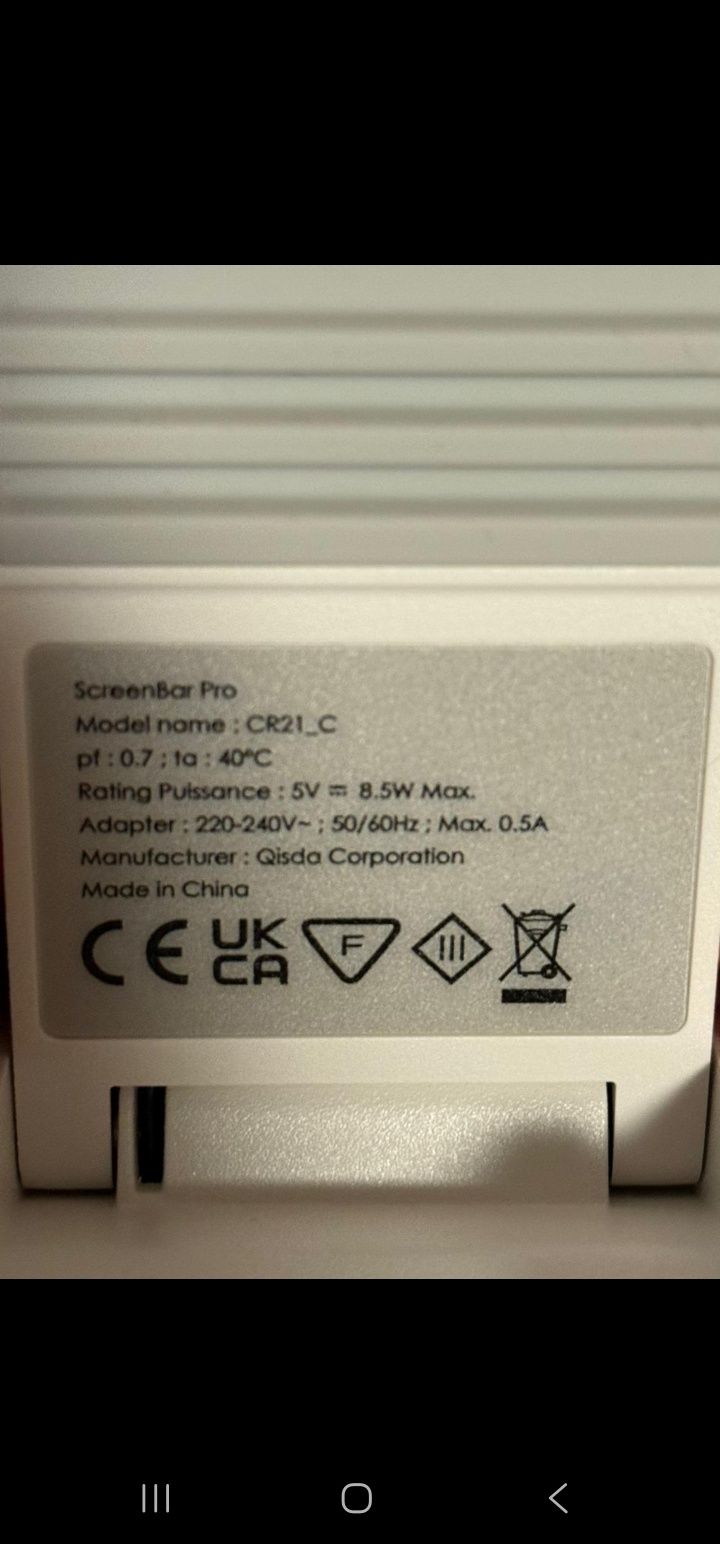 ScreenBar Pro
Model name : CR21_C
pf : 0.7 ; ta : 40°C
Rating Puissance : 5V ⎓ 8.5W Max.
Adapter : 220-240V~ ; 50/60Hz ; Max. 0.5A
Manufacturer : Qisda Corporation
Made in China
CE UK CA F III